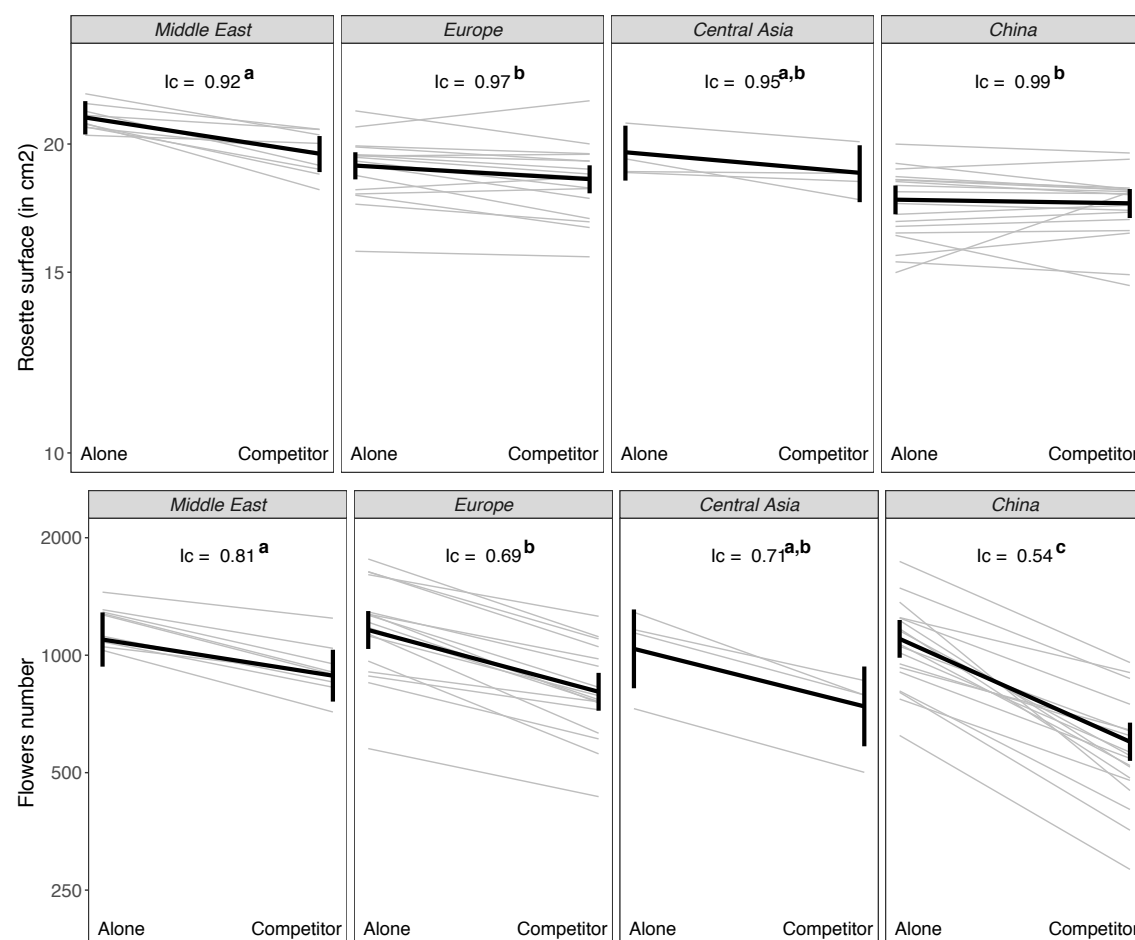 Middle East Europe Central Asia China
Ic = 0.92 a Ic = 0.97 b Ic = 0.95 a,b Ic = 0.99 b
20
15
10
Rosette surface (in cm2)
Alone Competitor Alone Competitor Alone Competitor Alone Competitor
Middle East Europe Central Asia China
2000
Ic = 0.81 a Ic = 0.69 b Ic = 0.71 a,b Ic = 0.54 c
1000
500
250
Flowers number
Alone Competitor Alone Competitor Alone Competitor Alone Competitor